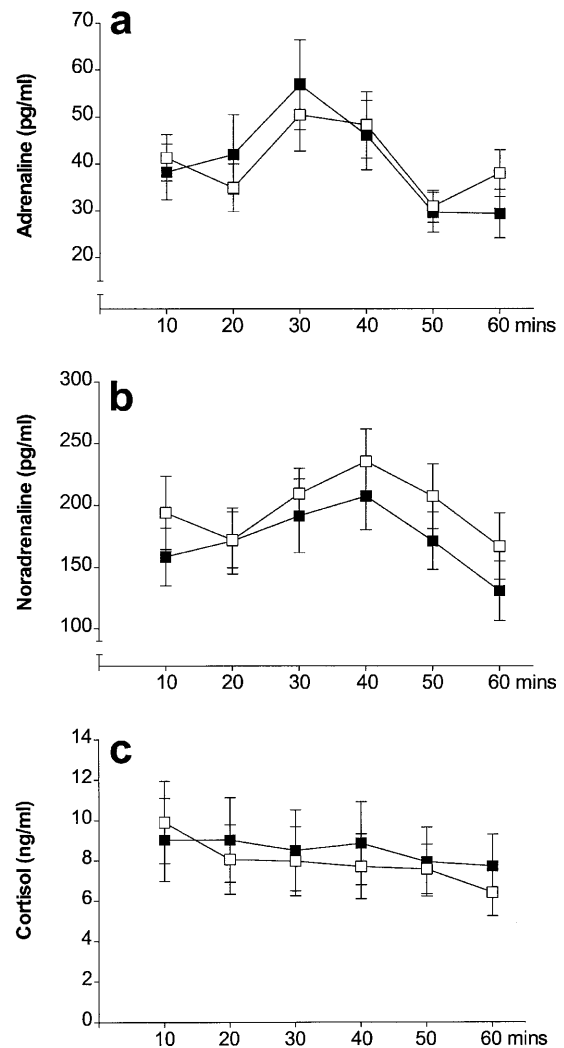 a
Adrenaline (pg/ml)
70
60
50
40
30
20
10 20 30 40 50 60 mins
b
Noradrenaline (pg/ml)
300
250
200
150
100
10 20 30 40 50 60 mins
c
Cortisol (ng/ml)
14
12
10
8
6
4
2
0
10 20 30 40 50 60 mins